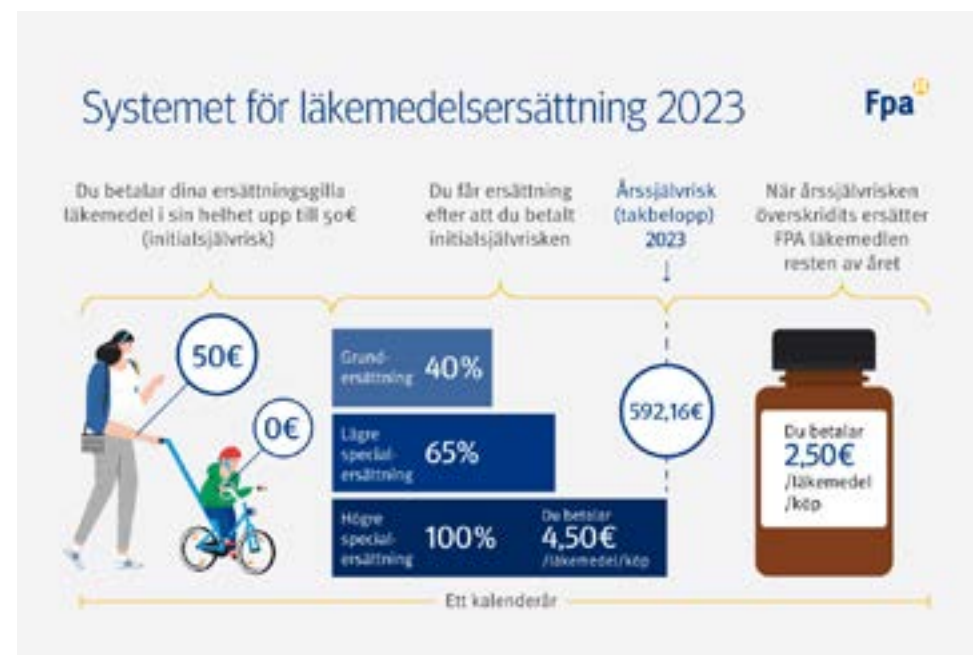 Systemet för läkemedelsersättning 2023
Fpa
Du betalar dina ersättningsgilla
läkemedel i sin helhet upp till 50€
(initialsjälvrisk)
Du får ersättning
efter att du betalt
initialsjälvrisken
Årssjälvrisk
(takbelopp)
2023
När årssjälvrisken
överskridits ersätter
FPA läkemedlen
resten av året
50€
0€
Grund-
ersättning
40%
Lägre
special-
ersättning
65%
Högre
special-
ersättning
100%
Du betalar
4,50€
/läkemedel/köp
592,16€
Du betalar
2,50€
/läkemedel
/köp
Ett kalenderår